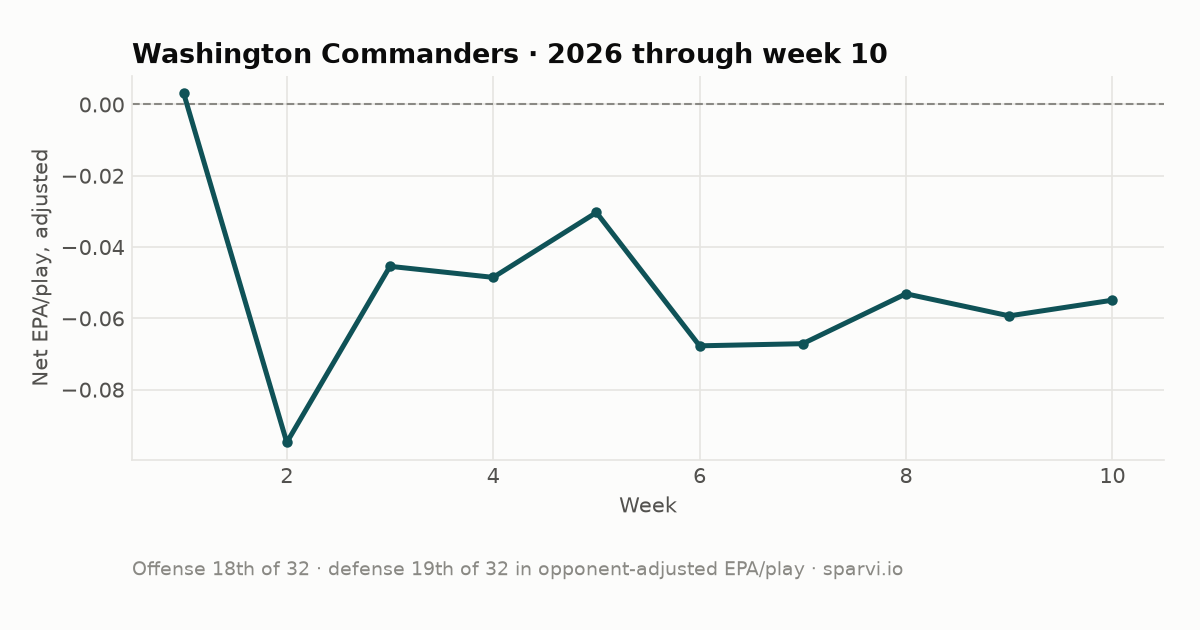 Washington Commanders · 2026 through week 10
Net EPA/play, adjusted
0.00
−0.02
−0.04
−0.06
−0.08
2 4 6 8 10
Week
Offense 18th of 32 · defense 19th of 32 in opponent-adjusted EPA/play · sparvi.io